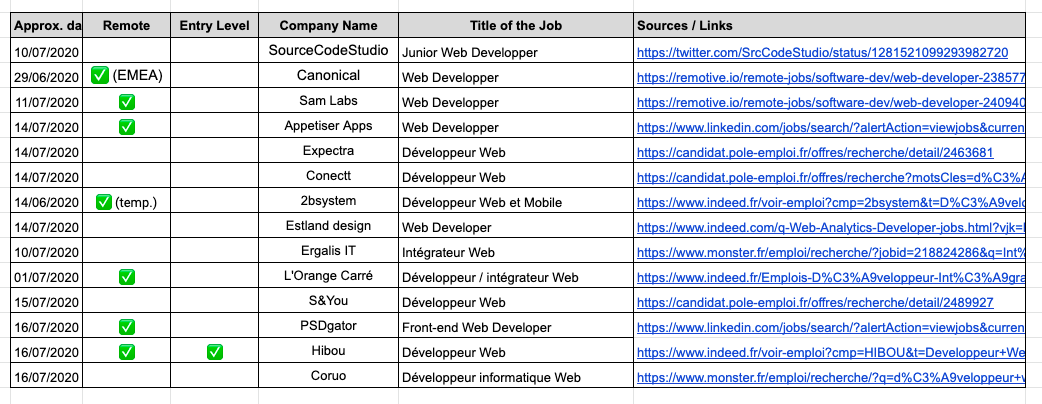 Approx. da Remote Entry Level Company Name Title of the Job Sources / Links
10/07/2020 SourceCodeStudio Junior Web Developper https://twitter.com/SrcCodeStudio/status/1281521099293982720
29/06/2020 ✅ (EMEA) Canonical Web Developper https://remotive.io/remote-jobs/software-dev/web-developer-238577
11/07/2020 ✅ Sam Labs Web Developper https://remotive.io/remote-jobs/software-dev/web-developer-240940
14/07/2020 ✅ Appetiser Apps Web Developper https://www.linkedin.com/jobs/search/?alertAction=viewjobs&curren
14/07/2020 Expectra Développeur Web https://candidat.pole-emploi.fr/offres/recherche/detail/2463681
14/07/2020 Conectt Développeur Web https://candidat.pole-emploi.fr/offres/recherche?motsCles=d%C3%A
14/06/2020 ✅ (temp.) 2bsystem Développeur Web et Mobile https://www.indeed.fr/voir-emploi?cmp=2bsystem&t=D%C3%A9velo
14/07/2020 Estland design Web Developer https://www.indeed.com/q-Web-Analytics-Developer-jobs.html?vjk=
10/07/2020 Ergalis IT Intégrateur Web https://www.monster.fr/emploi/recherche/?jobid=218824286&q=Int%
01/07/2020 ✅ L'Orange Carré Développeur / intégrateur Web https://www.indeed.fr/Emplois-D%C3%A9veloppeur-Int%C3%A9gra
15/07/2020 S&You Développeur Web https://candidat.pole-emploi.fr/offres/recherche/detail/2489927
16/07/2020 ✅ PSDgator Front-end Web Developer https://www.linkedin.com/jobs/search/?alertAction=viewjobs&curren
16/07/2020 ✅ ✅ Hibou Développeur Web https://www.indeed.fr/voir-emploi?cmp=HIBOU&t=Developpeur+We
16/07/2020 Coruo Développeur informatique Web https://www.monster.fr/emploi/recherche/?q=d%C3%A9veloppeur+